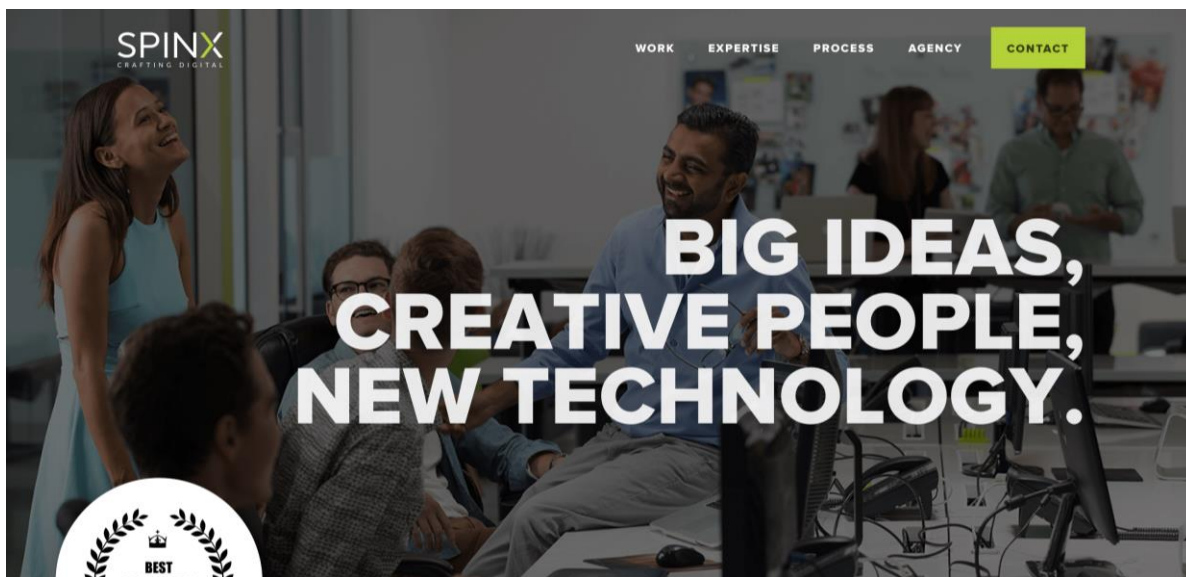 SPINX
CRAFTING DIGITAL
WORK EXPERTISE PROCESS AGENCY CONTACT
BIG IDEAS,
CREATIVE PEOPLE,
NEW TECHNOLOGY.
BEST